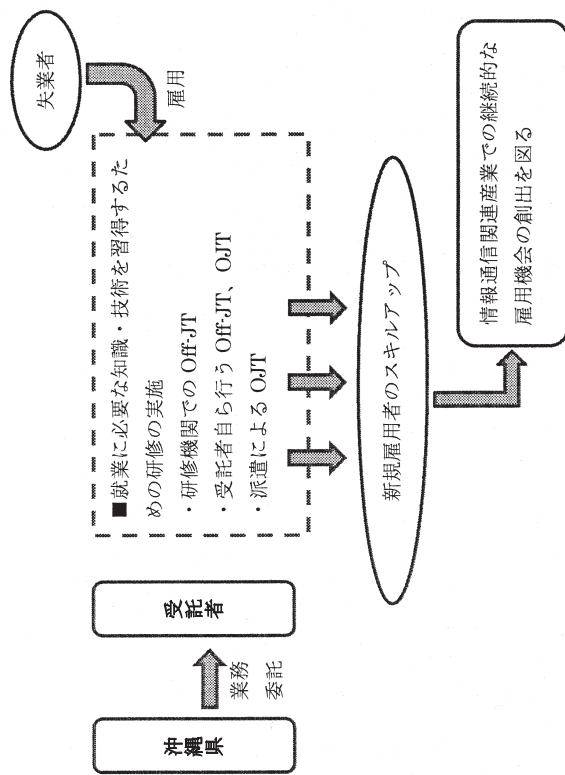 沖縄県
業務
委託
受託者
失業者
雇用
■就業に必要な知識・技術を習得するた
めの研修の実施
・研修機関での Off-JT
・受託者自ら行う Off-JT、OJT
・派遣による OJT
新規雇用者のスキルアップ
情報通信関連産業での継続的な
雇用機会の創出を図る